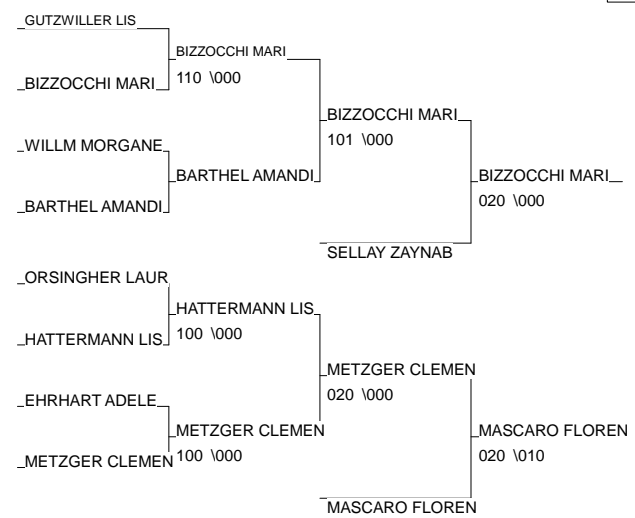 GUTZWILLER LIS
BIZZOCCHI MARI
110 \000
BIZZOCCHI MARI
BIZZOCCHI MARI
101 \000
WILLM MORGANE
BARTHEL AMANDI
BIZZOCCHI MARI
020 \000
BARTHEL AMANDI
SELLAY ZAYNAB
ORSINGHER LAUR
HATTERMANN LIS
100 \000
HATTERMANN LIS
METZGER CLEMEN
020 \000
EHRHART ADELE
METZGER CLEMEN
100 \000
MASCARO FLOREN
020 \010
METZGER CLEMEN
MASCARO FLOREN